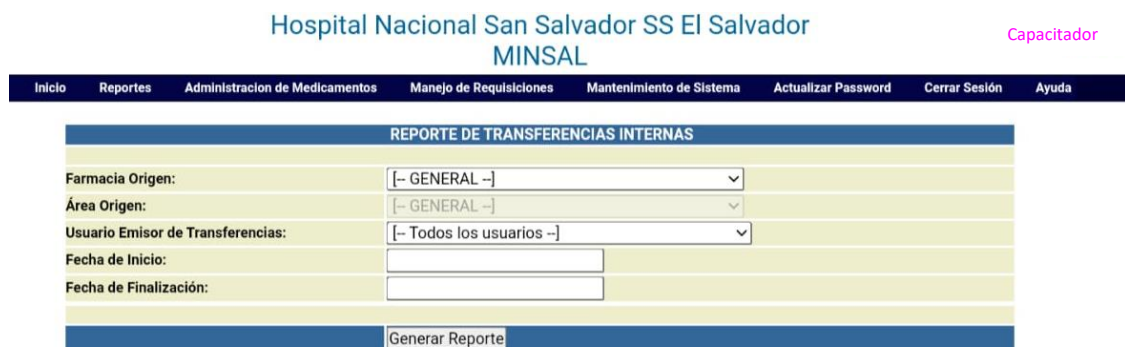 Hospital Nacional San Salvador SS El Salvador
MINSAL
Capacitador
Inicio Reportes Administracion de Medicamentos Manejo de Requisiciones Mantenimiento de Sistema Actualizar Password Cerrar Sesión Ayuda
REPORTE DE TRANSFERENCIAS INTERNAS
Farmacia Origen: [-- GENERAL --]
Área Origen: [-- GENERAL --]
Usuario Emisor de Transferencias: [-- Todos los usuarios --]
Fecha de Inicio:
Fecha de Finalización:
Generar Reporte